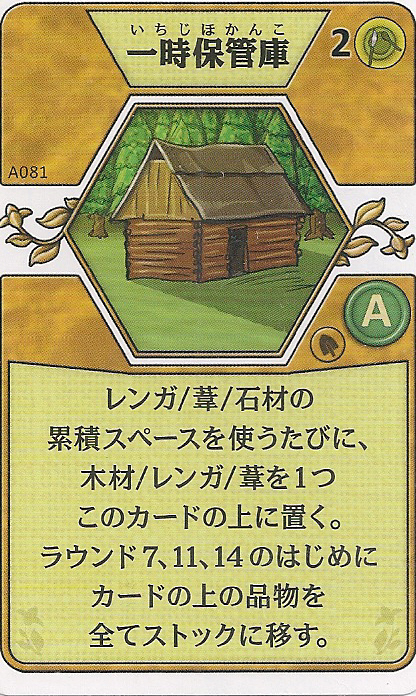 いちじほかんこ
一時保管庫
2
A081
A
レンガ/葦/石材の
累積スペースを使うたびに、
木材/レンガ/葦を1つ
このカードの上に置く。
ラウンド7、11、14のはじめに
カードの上の品物を
全てストックに移す。